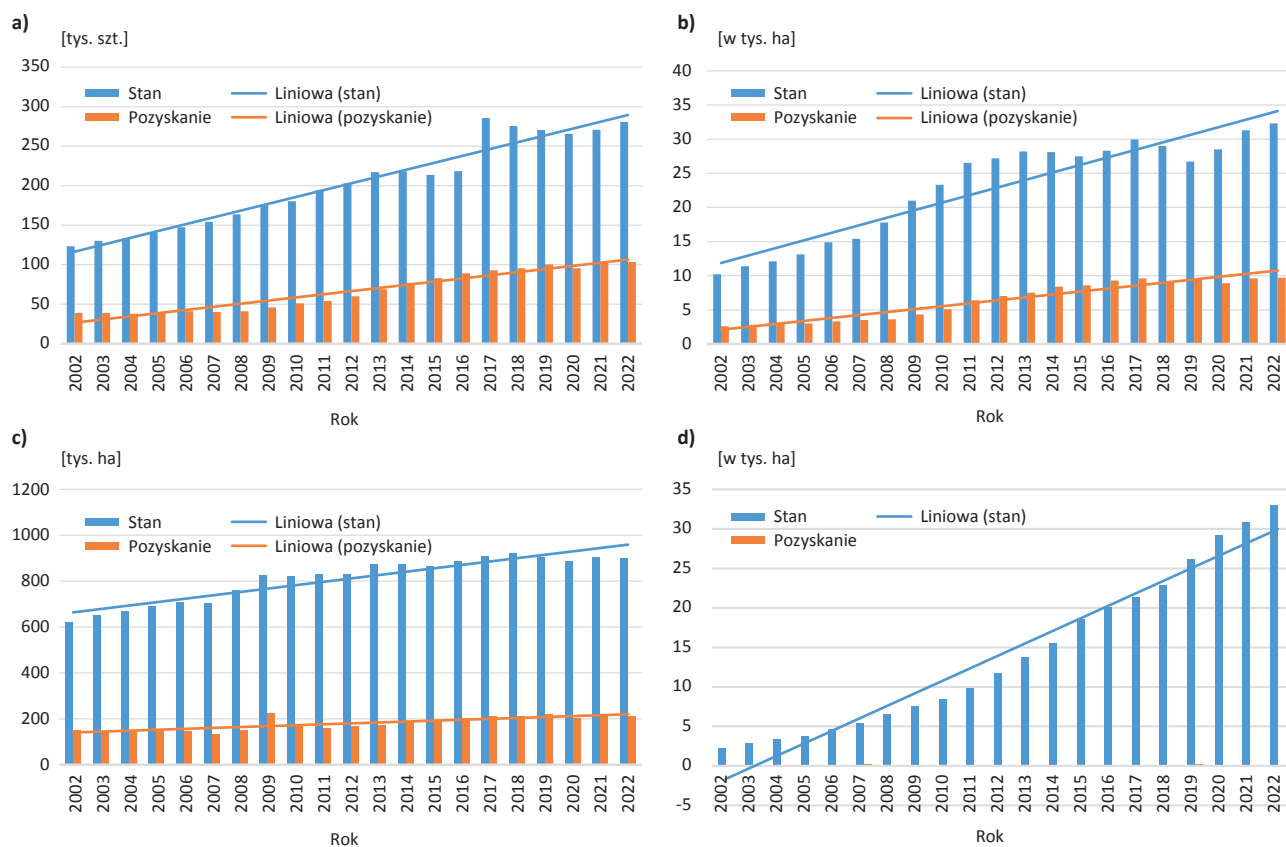 a)
[tys. szt.]
350
300
250
200
150
100
50
0
Stan Liniowa (stan)
Pozyskanie Liniowa (pozyskanie)
2002 2003 2004 2005 2006 2007 2008 2009 2010 2011 2012 2013 2014 2015 2016 2017 2018 2019 2020 2021 2022
Rok
b)
[w tys. ha]
40
35
30
25
20
15
10
5
0
Stan Liniowa (stan)
Pozyskanie Liniowa (pozyskanie)
2002 2003 2004 2005 2006 2007 2008 2009 2010 2011 2012 2013 2014 2015 2016 2017 2018 2019 2020 2021 2022
Rok
c)
[tys. ha]
1200
1000
800
600
400
200
0
Stan Liniowa (stan)
Pozyskanie Liniowa (pozyskanie)
2002 2003 2004 2005 2006 2007 2008 2009 2010 2011 2012 2013 2014 2015 2016 2017 2018 2019 2020 2021 2022
Rok
d)
[w tys. ha]
35
30
25
20
15
10
5
0
-5
Stan Liniowa (stan)
Pozyskanie
2002 2003 2004 2005 2006 2007 2008 2009 2010 2011 2012 2013 2014 2015 2016 2017 2018 2019 2020 2021 2022
Rok